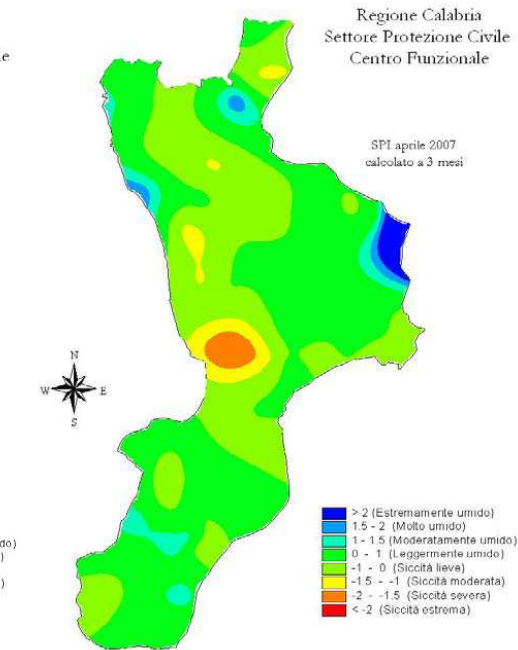 Regione Calabria
Settore Protezione Civile
Centro Funzionale
e
SPI aprile 2007
calcolato a 3 mesi
N
W E
S
> 2 (Estremamente umido)
1.5 - 2 (Molto umido)
1 - 1.5 (Moderatamente umido)
0 - 1 (Leggermente umido)
-1 - 0 (Siccità lieve)
-1.5 - -1 (Siccità moderata)
-2 - -1.5 (Siccità severa)
< -2 (Siccità estrema)
do)
)
)